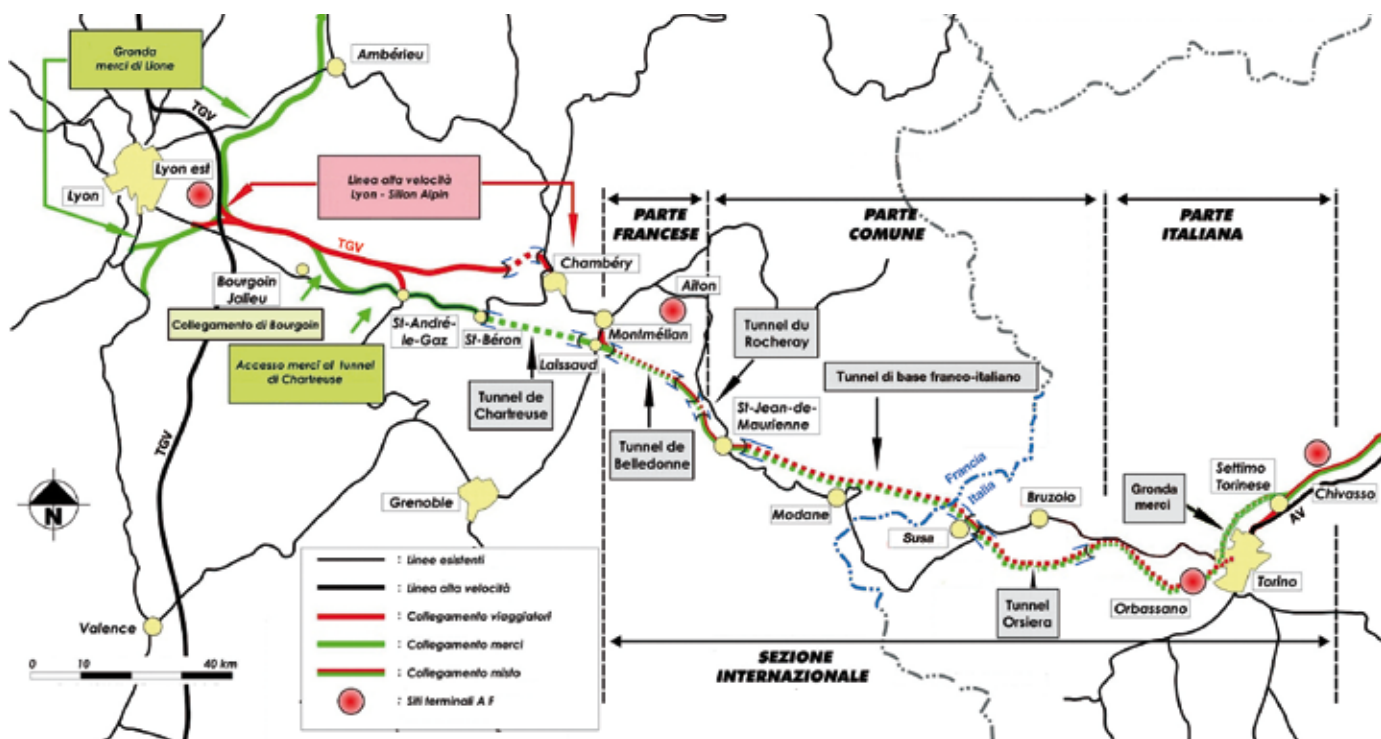 Gronda
merci di Lione
Ambérieu
TGV
TGV
Lyon est
Lyon
Linea alta velocità
Lyon - Sillon Alpin
PARTE
FRANCESE
PARTE
COMUNE
PARTE
ITALIANA
TGV
Chambéry
Bourgoin
Jalieu
Collegamento di Bourgoin
St-André-
le-Gaz
St-Béron
Aiton
Montmélian
Laissaud
Tunnel du
Rocheray
Accesso merci al tunnel
di Chartreuse
Tunnel de
Chartreuse
Tunnel di base franco-italiano
St-Jean-de-
Maurienne
Tunnel de
Belledonne
TGV
N
Grenoble
Modane
Francia
Italia
Susa
Bruzolo
Gronda
merci
Settimo
Torinese
Chivasso
AV
Torino
Orbassano
Tunnel
Orsiera
Valence
0 10 40 km
: Linee esistenti
: Linea alta velocità
: Collegamento viaggiatori
: Collegamento merci
: Collegamento misto
: Siti terminali A F
SEZIONE
INTERNAZIONALE